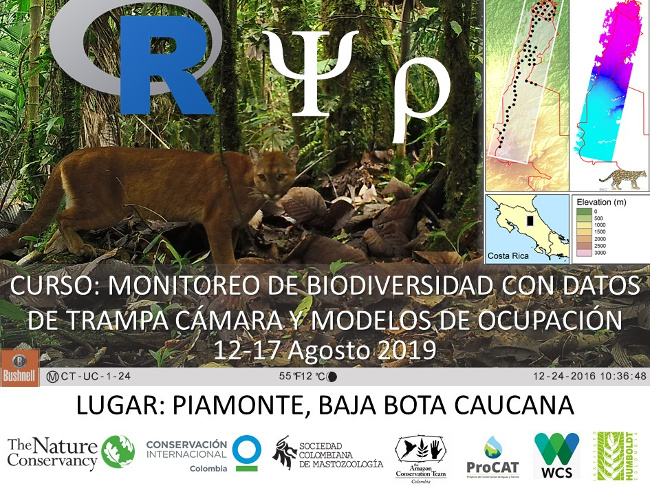 R Ψ ρ
Elevation (m)
0
500
1000
1500
2000
2500
3000
Costa Rica
CURSO: MONITOREO DE BIODIVERSIDAD CON DATOS
DE TRAMPA CÁMARA Y MODELOS DE OCUPACIÓN
12-17 Agosto 2019
Bushnell
M CT-UC-1-24 55°F12°C 12-24-2016 10:36:48
LUGAR: PIAMONTE, BAJA BOTA CAUCANA
The Nature
Conservancy
CONSERVACIÓN
INTERNACIONAL
Colombia
SOCIEDAD
COLOMBIANA
DE MASTOZOOLOGÍA
the
Amazon
Conservation Team
Colombia
ProCAT
WCS
HUMBOLDT